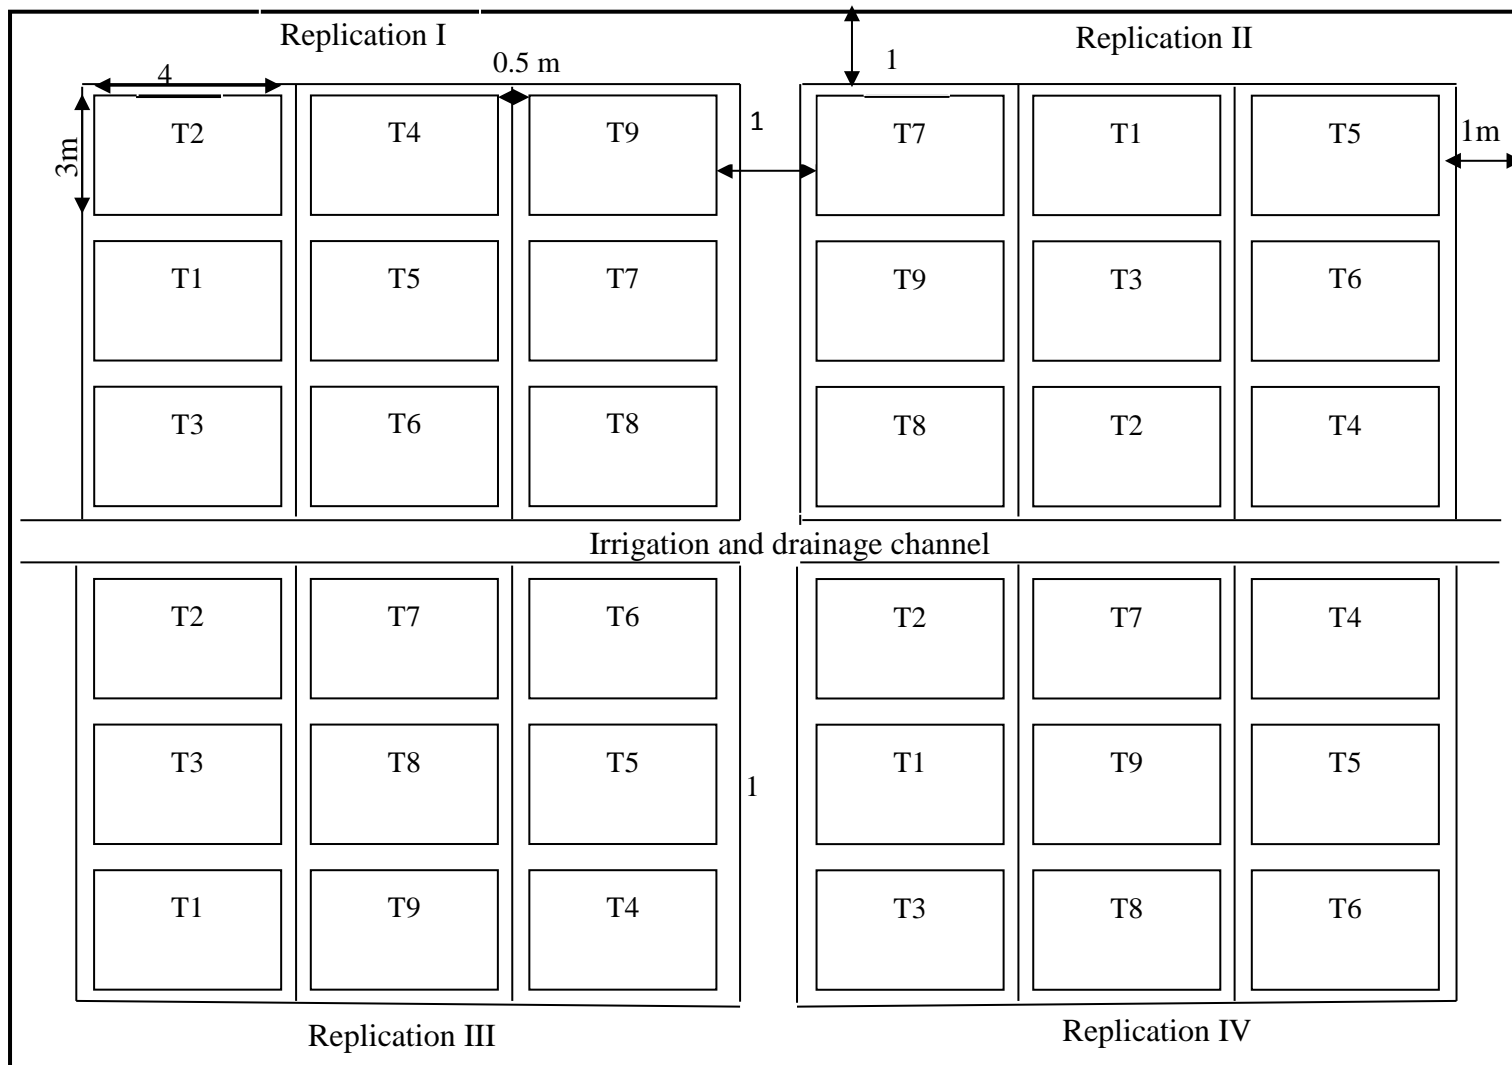 Replication I
Replication II
4
0.5 m
1
3m
T2
T4
T9
1
T7
T1
T5
1m
T1
T5
T7
T9
T3
T6
T3
T6
T8
T8
T2
T4
Irrigation and drainage channel
T2
T7
T6
T2
T7
T4
T3
T8
T5
1
T1
T9
T5
T1
T9
T4
T3
T8
T6
Replication III
Replication IV